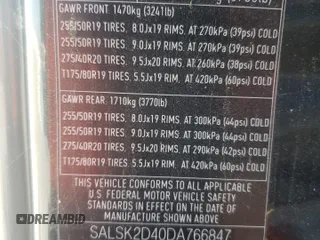 GAWR FRONT 1470kg (3241lb)
255/50R19 TIRES, 8.0Jx19 RIMS, AT 270kPa (39psi) COLD
255/50R19 TIRES, 9.0Jx19 RIMS, AT 270kPa (39psi) COLD
275/40R20 TIRES, 9.5Jx20 RIMS, AT 260kPa (38psi) COLD
T175/80R19 TIRES, 5.5Jx19 RIM, AT 420kPa (60psi) COLD
GAWR REAR 1710kg (3770lb)
255/50R19 TIRES, 8.0Jx19 RIMS, AT 300kPa (44psi) COLD
255/50R19 TIRES, 9.0Jx19 RIMS, AT 300kPa (44psi) COLD
275/40R20 TIRES, 9.5Jx20 RIMS, AT 290kPa (42psi) COLD
T175/80R19 TIRES, 5.5Jx19 RIM, AT 420kPa (60psi) COLD
THIS VEHICLE CONFORMS TO ALL APPLICABLE
U.S. FEDERAL MOTOR VEHICLE SAFETY
STANDARDS IN EFFECT ON THE DATE OF
MANUFACTURE SHOWN ABOVE
SALSK2D40DA766847